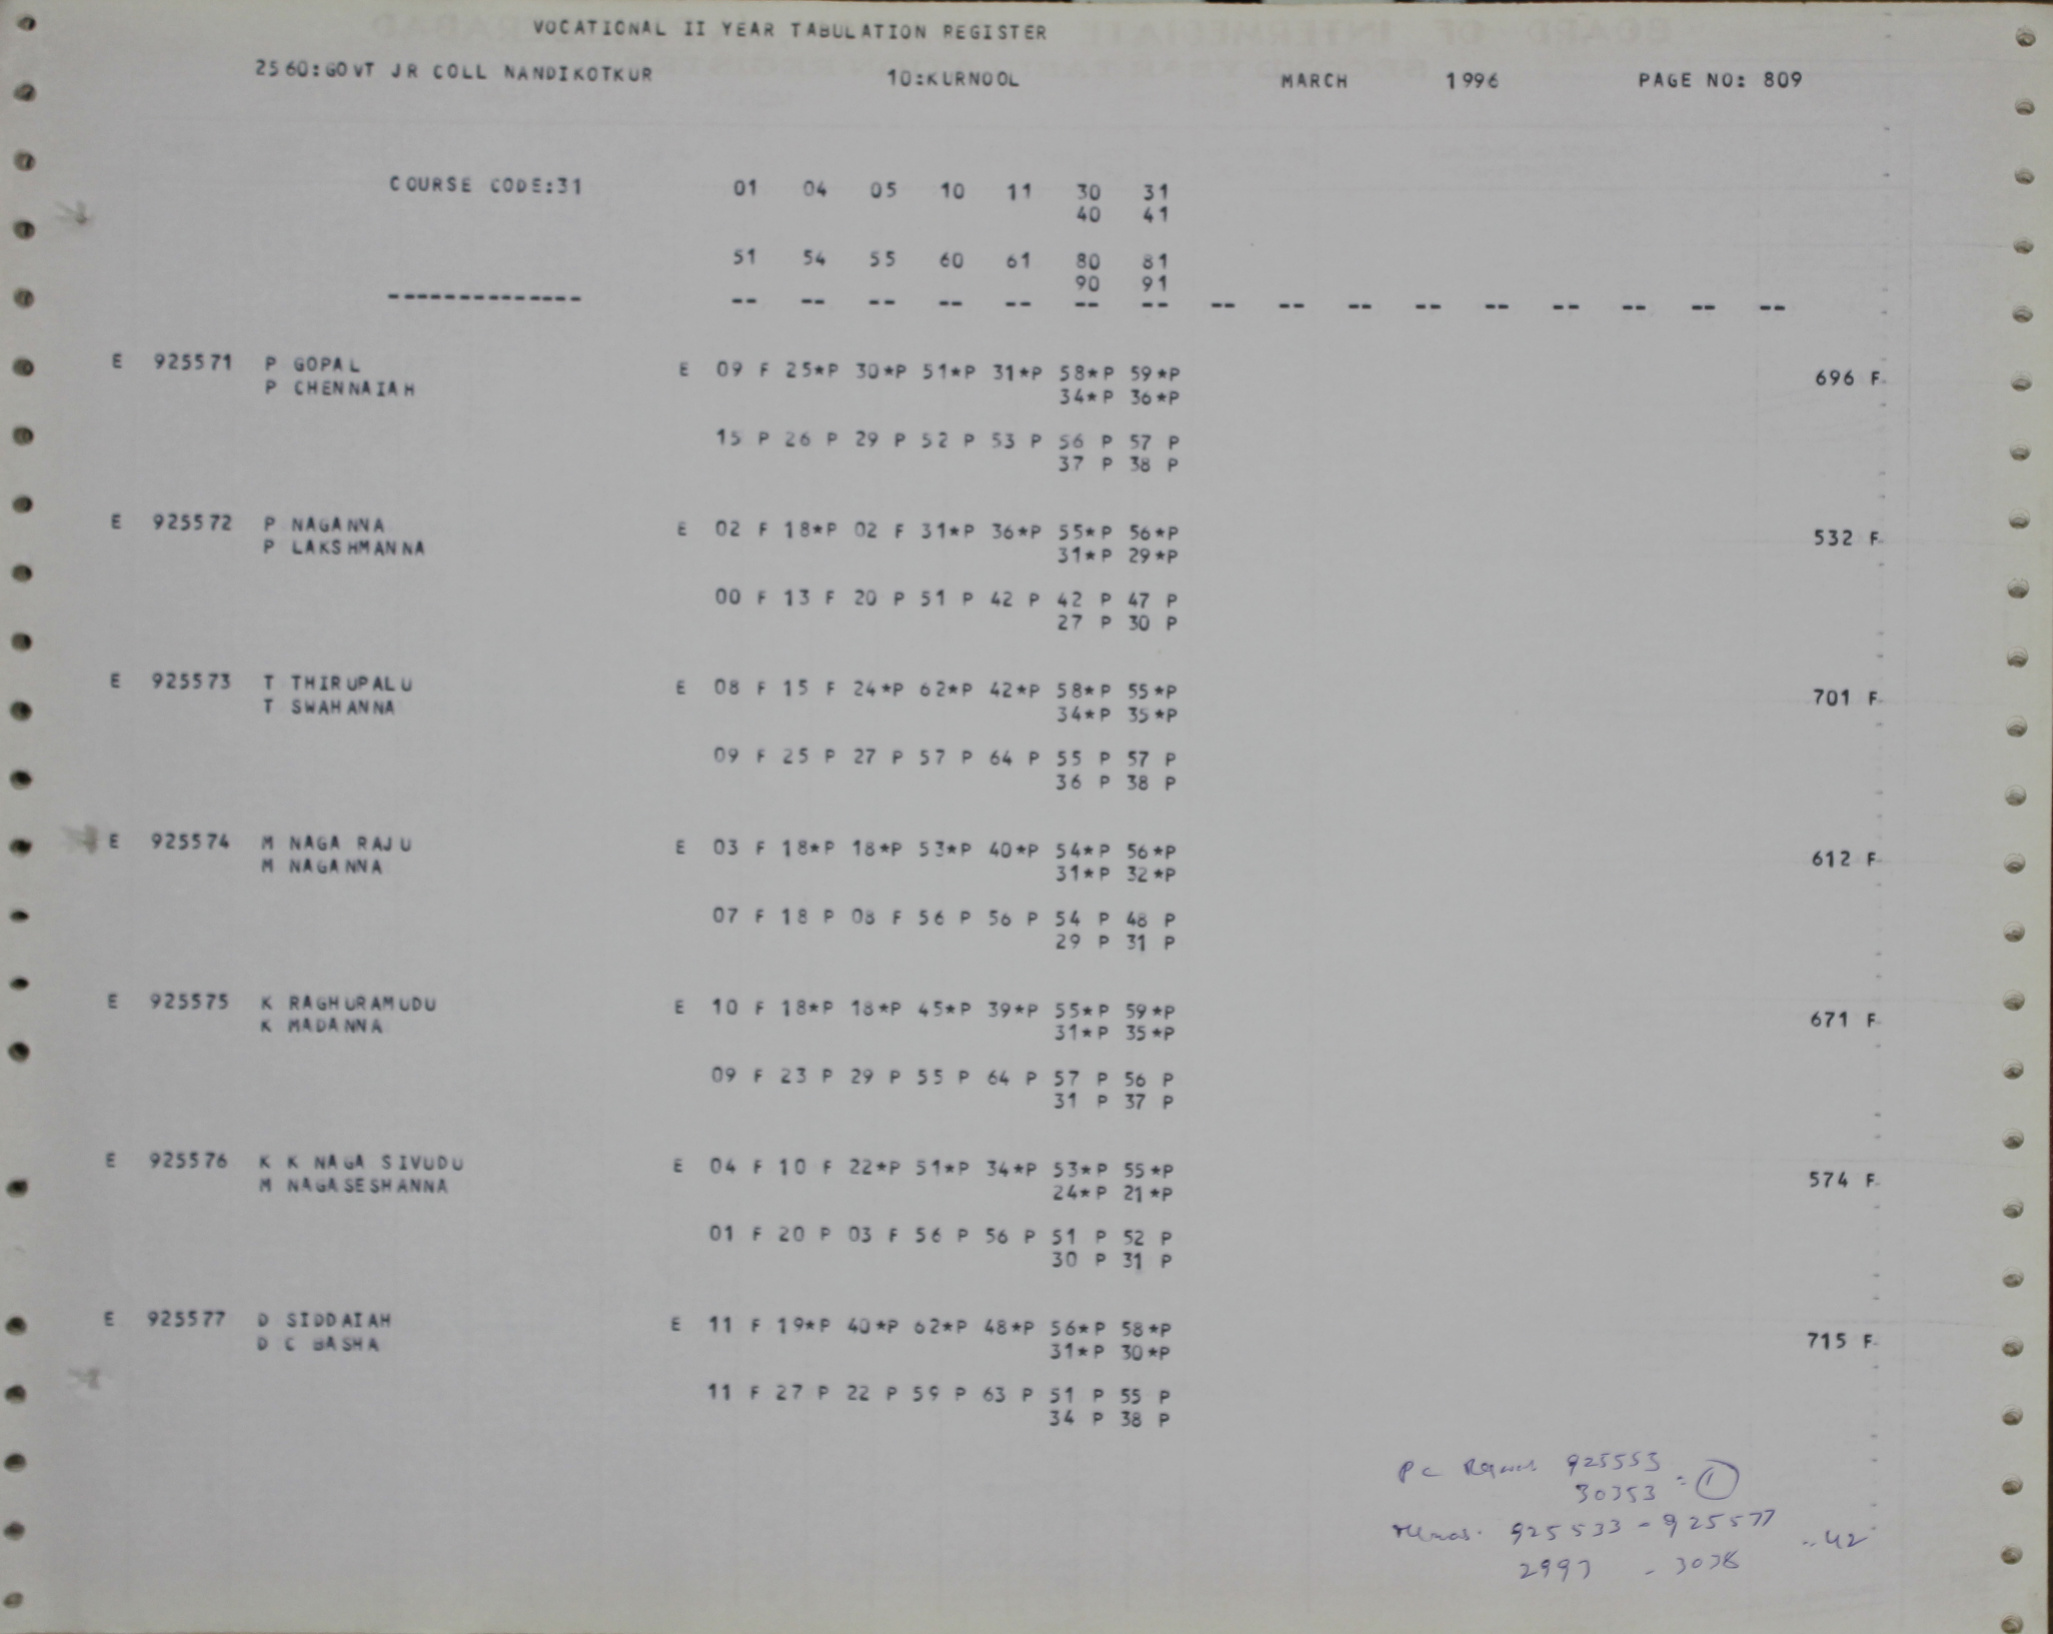 VOCATIONAL II YEAR TABULATION REGISTER
2560:GOVT JR COLL NANDIKOTKUR 10:KURNOOL MARCH 1996 PAGE NO: 809
COURSE CODE:31 01 04 05 10 11 30 31
40 41
51 54 55 60 61 80 81
90 91
-------------- -- -- -- -- -- -- -- -- -- -- -- -- -- -- -- --
E 925571 P GOPAL E 09 F 25*P 30*P 51*P 31*P 58*P 59*P 696 F
P CHENNAIAH 34*P 36*P
15 P 26 P 29 P 52 P 53 P 56 P 57 P
37 P 38 P
E 925572 P NAGANNA E 02 F 18*P 02 F 31*P 36*P 55*P 56*P 532 F
P LAKSHMANNA 31*P 29*P
00 F 13 F 20 P 51 P 42 P 42 P 47 P
27 P 30 P
E 925573 T THIRUPALU E 08 F 15 F 24*P 62*P 42*P 58*P 55*P 701 F
T SWAHANNA 34*P 35*P
09 F 25 P 27 P 57 P 64 P 55 P 57 P
36 P 38 P
E 925574 M NAGA RAJU E 03 F 18*P 18*P 53*P 40*P 54*P 56*P 612 F
M NAGANNA 31*P 32*P
07 F 18 P 08 F 56 P 56 P 54 P 48 P
29 P 31 P
E 925575 K RAGHURAMUDU E 10 F 18*P 18*P 45*P 39*P 55*P 59*P 671 F
K MADANNA 31*P 35*P
09 F 23 P 29 P 55 P 64 P 57 P 56 P
31 P 37 P
E 925576 K K NAGA SIVUDU E 04 F 10 F 22*P 51*P 34*P 53*P 55*P 574 F
M NAGASESHANNA 24*P 21*P
01 F 20 P 03 F 56 P 56 P 51 P 52 P
30 P 31 P
E 925577 D SIDDAIAH E 11 F 19*P 40*P 62*P 48*P 56*P 58*P 715 F
D C BASHA 31*P 30*P
11 F 27 P 22 P 59 P 63 P 51 P 55 P
34 P 38 P
925553
30353 - 1
925533 - 925577
- 42
2993 - 3038